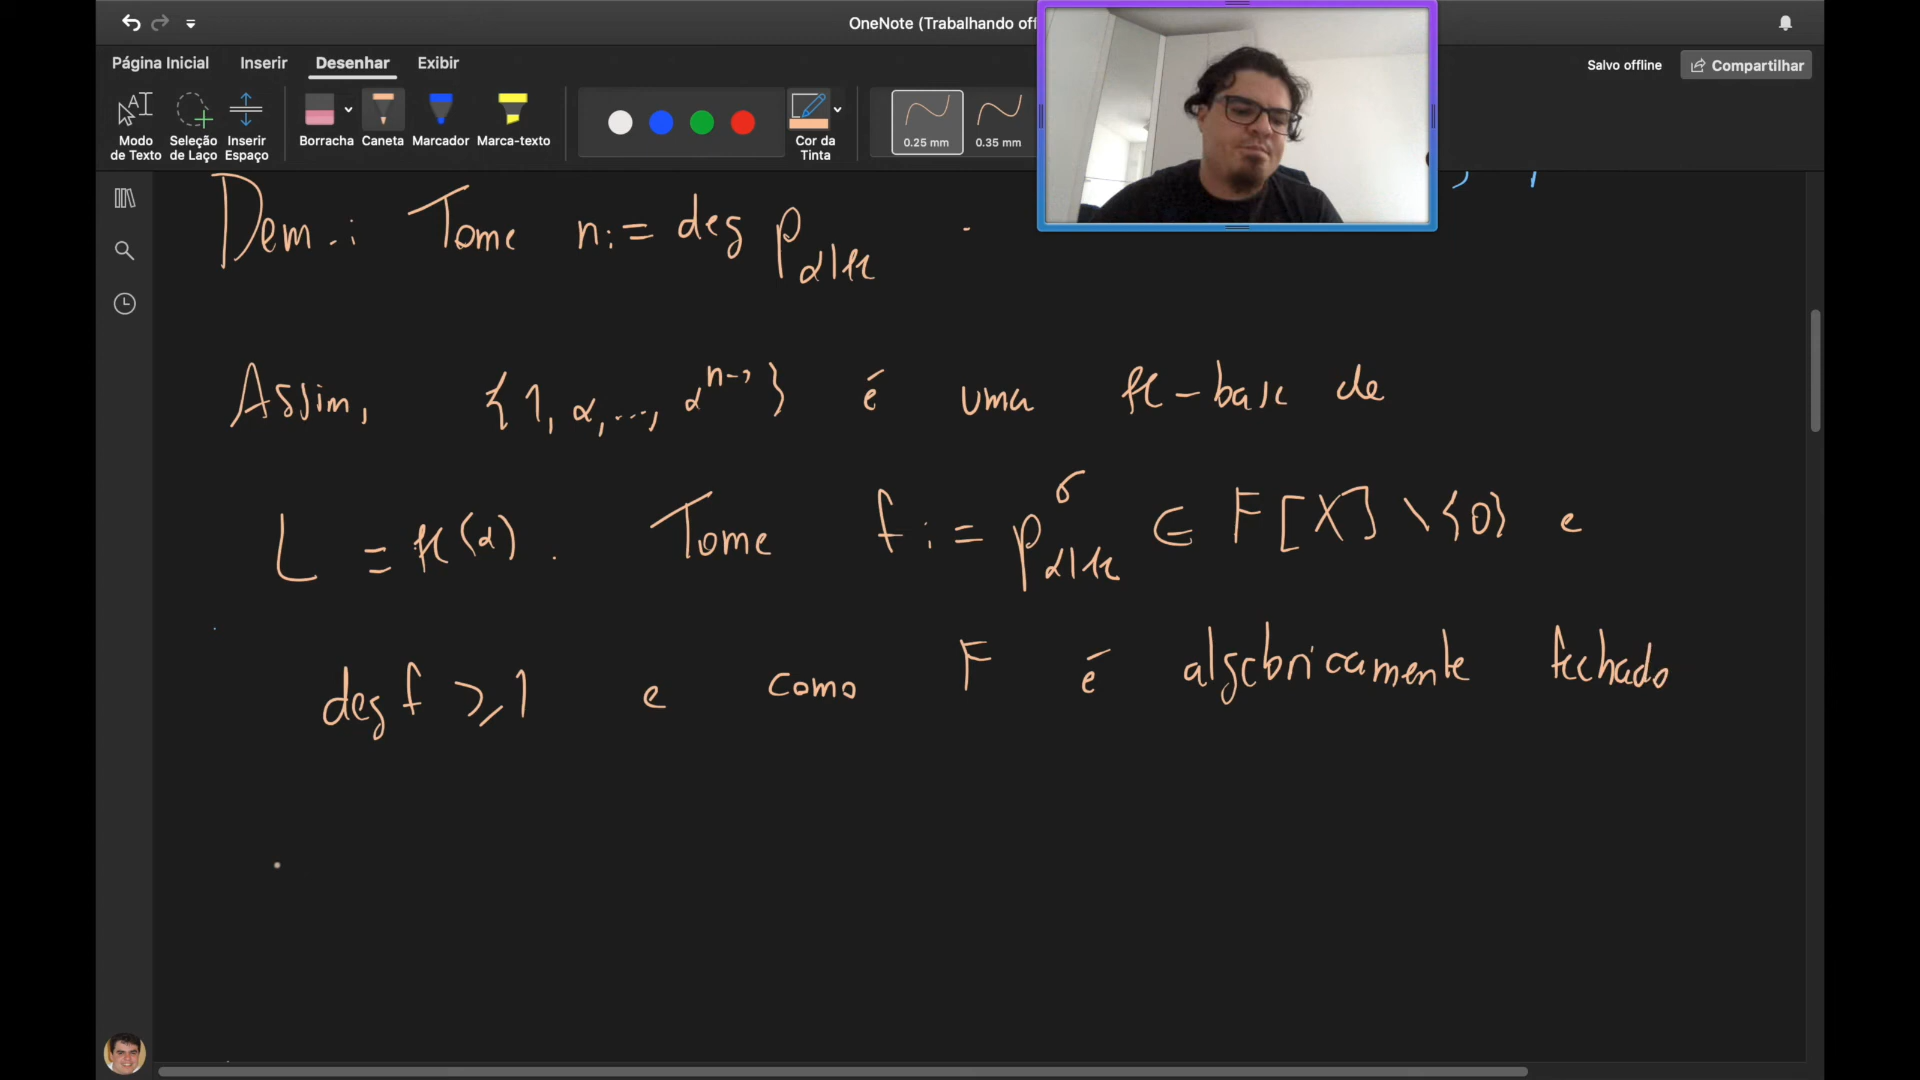 OneNote (Trabalhando off
Página Inicial Inserir Desenhar Exibir
Salvo offline Compartilhar
Modo de Texto
Seleção de Laço
Inserir Espaço
Borracha
Caneta
Marcador
Marca-texto
Cor da Tinta
0.25 mm
0.35 mm
Dem.: Tome n:= deg p_{α|K}.
Assim, {1, α, ..., α^{n-1}} é uma K-base de
L = K(α). Tome f:= p^{σ}_{α|K} ∈ F[X] \ {0} e
deg f ⩾ 1 e como F é algebricamente fechado